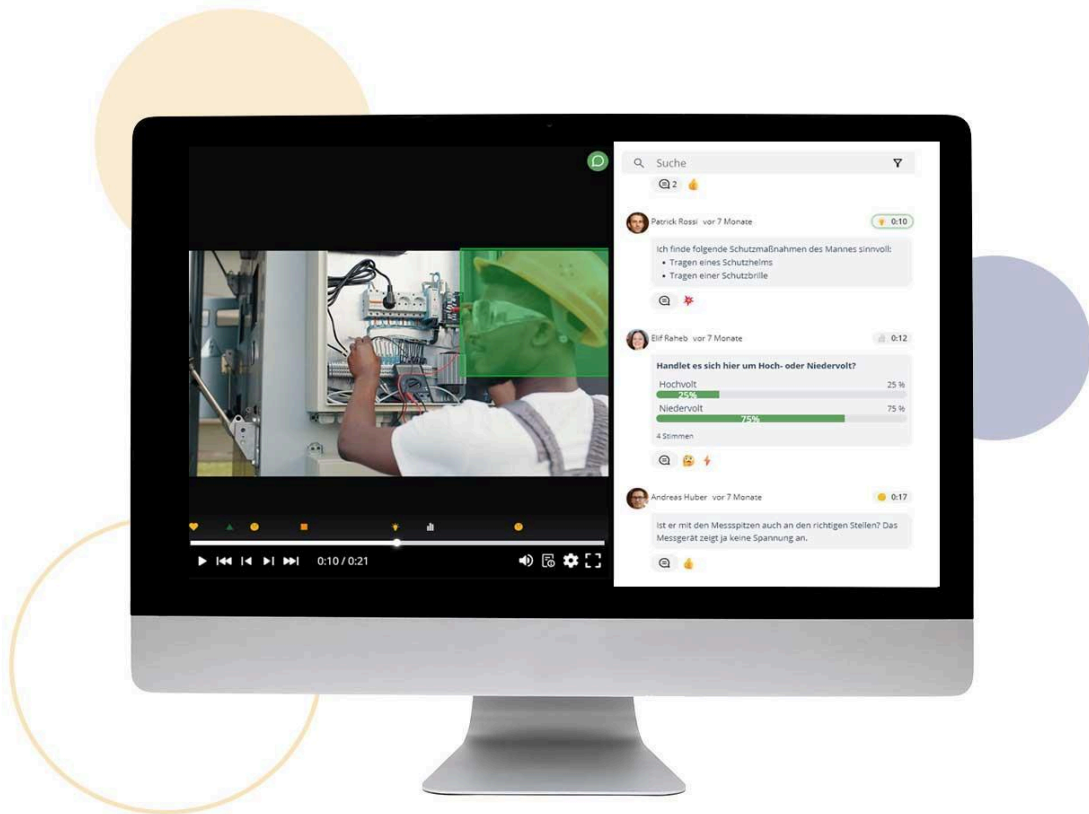 Suche
2
Patrick Rossi vor 7 Monate
0:10
Ich finde folgende Schutzmaßnahmen des Mannes sinnvoll:
• Tragen eines Schutzhelms
• Tragen einer Schutzbrille
Elif Raheb vor 7 Monate
0:12
Handlet es sich hier um Hoch- oder Niedervolt?
Hochvolt 25 %
25%
Niedervolt 75 %
75%
4 Stimmen
Andreas Huber vor 7 Monate
0:17
Ist er mit den Messspitzen auch an den richtigen Stellen? Das
Messgerät zeigt ja keine Spannung an.
0:10 / 0:21